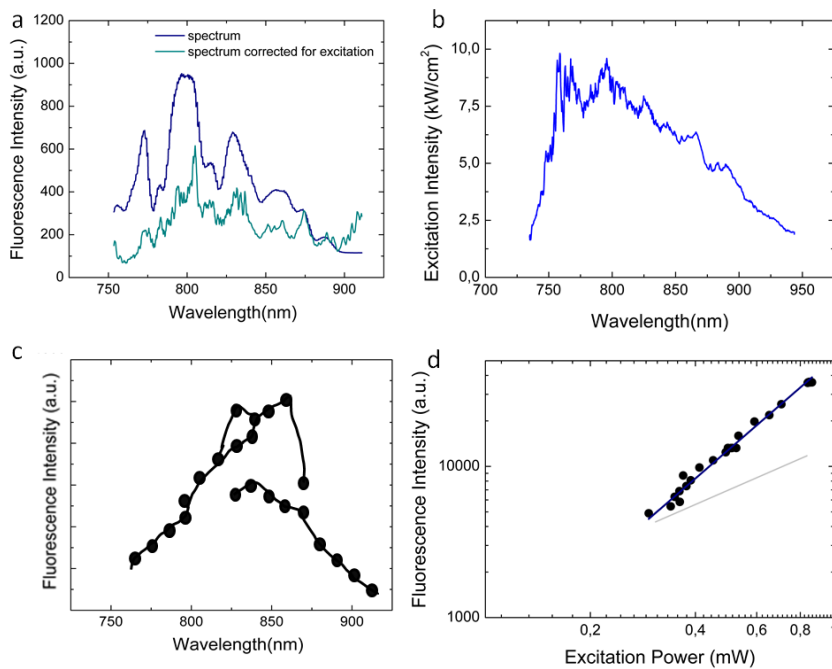 a
1200
1000
800
600
400
200
0
Fluorescence Intensity (a.u.)
spectrum
spectrum corrected for excitation
750 800 850 900
Wavelength(nm)
b
10,0
7,5
5,0
2,5
0,0
Excitation Intensity (kW/cm²)
700 750 800 850 900 950
Wavelength(nm)
c
Fluorescence Intensity (a.u.)
750 800 850 900
Wavelength(nm)
d
10000
1000
Fluorescence Intensity (a.u.)
0,2 0,4 0,6 0,8
Excitation Power (mW)